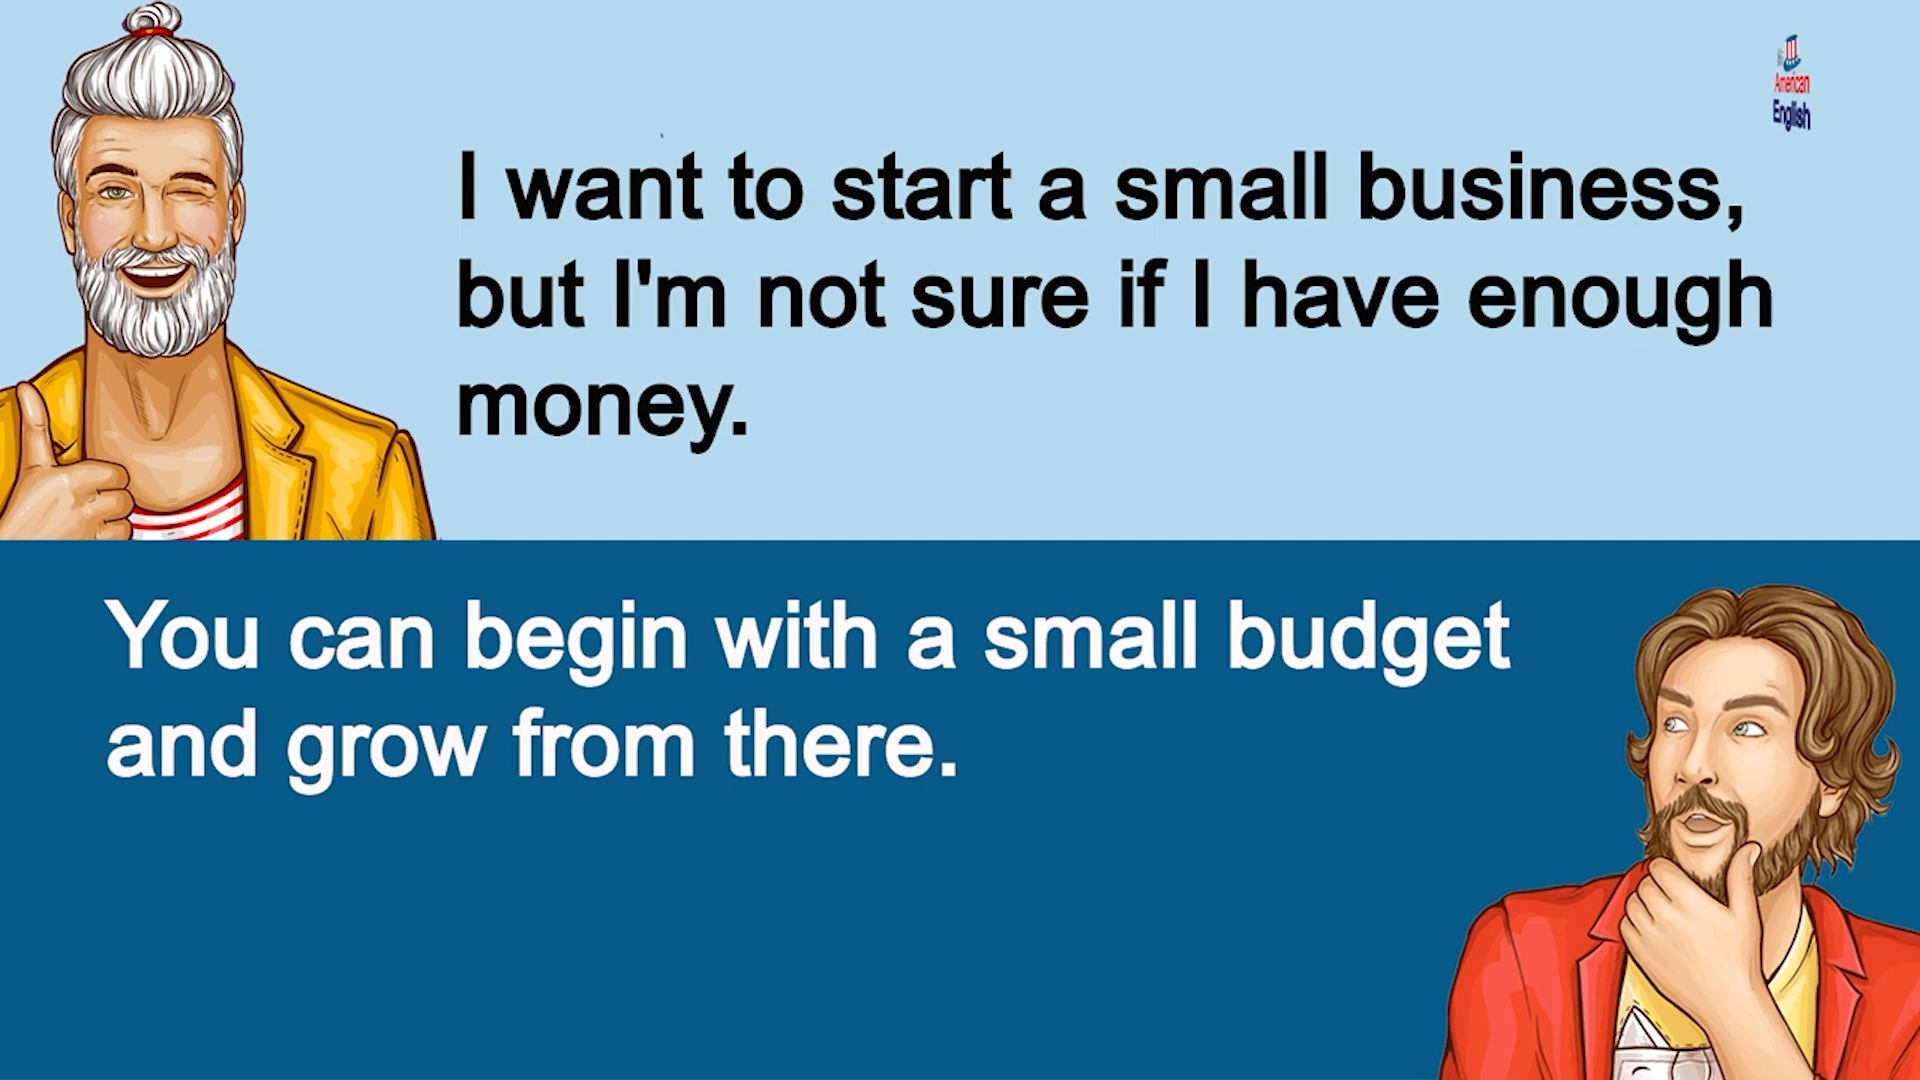 American
English
I want to start a small business,
but I'm not sure if I have enough
money.
You can begin with a small budget
and grow from there.